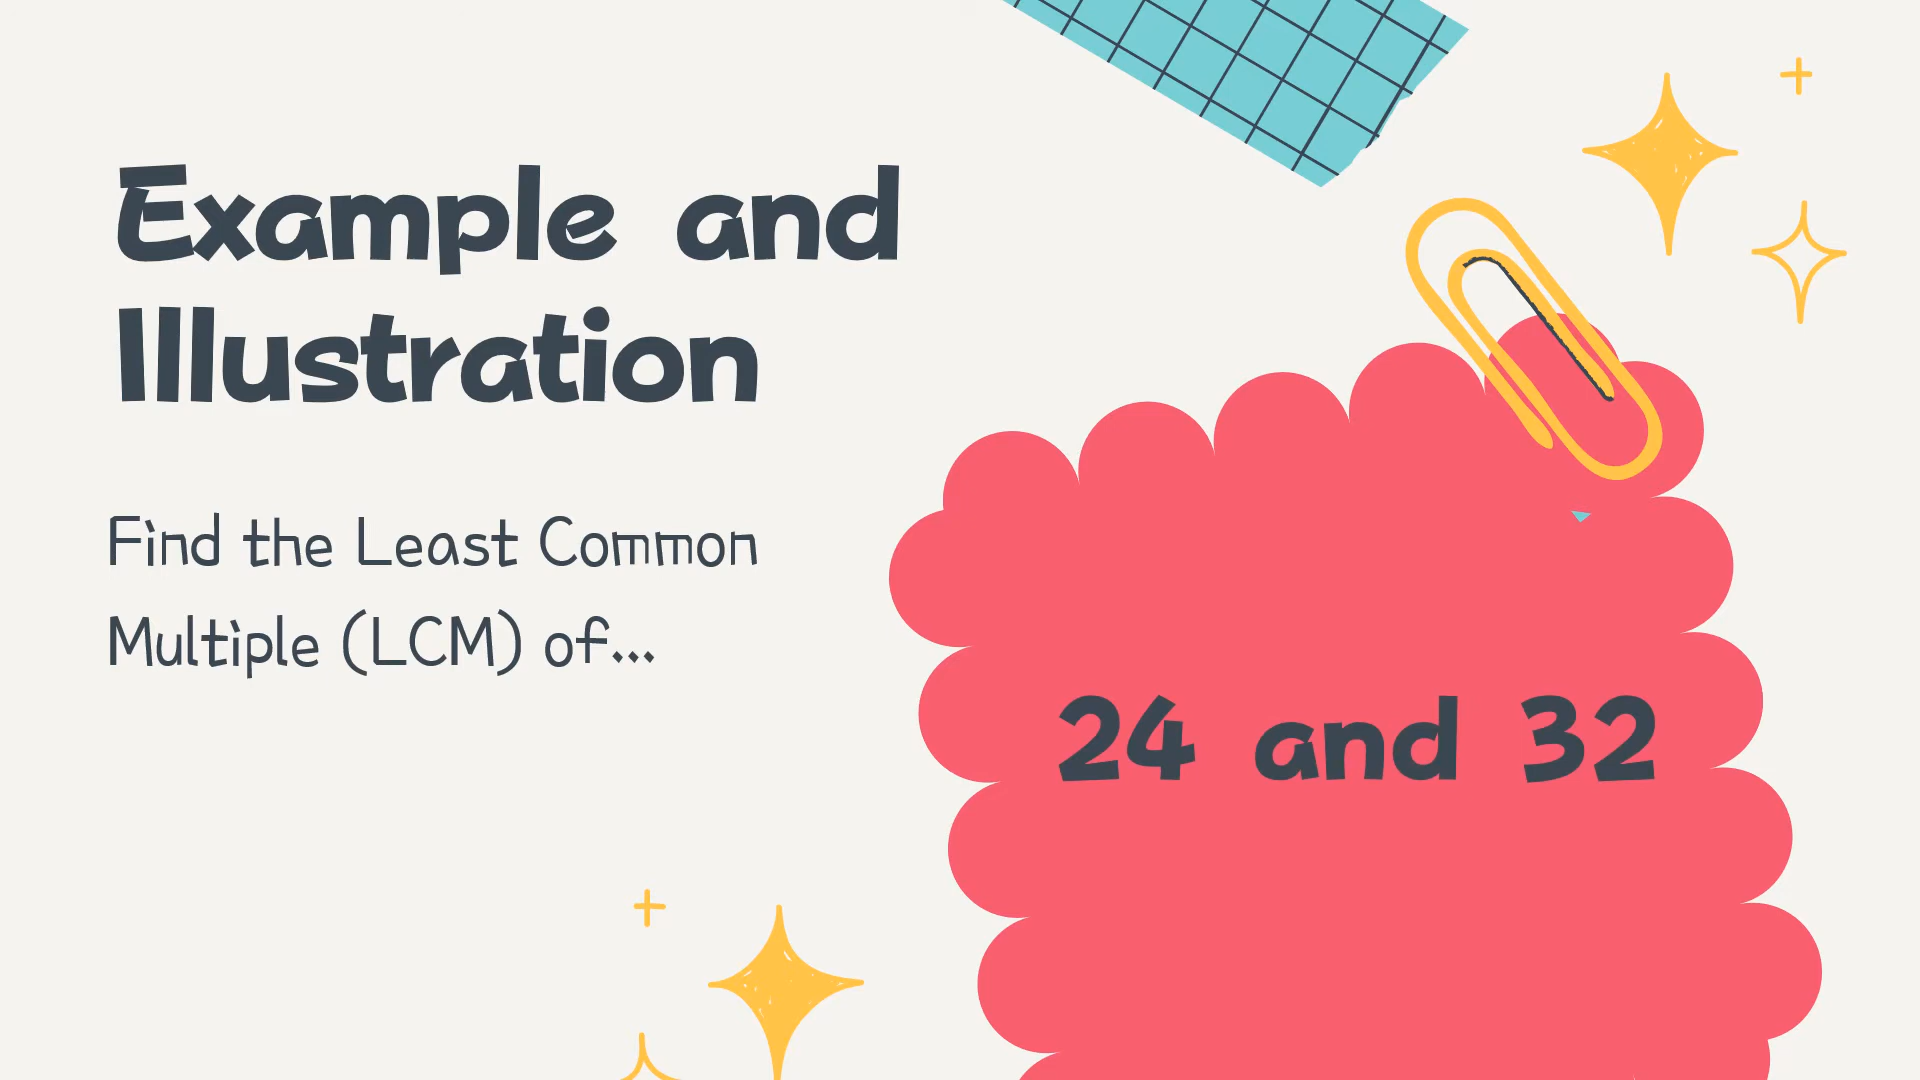 Example and
Illustration
Find the Least Common
Multiple (LCM) of...
24 and 32